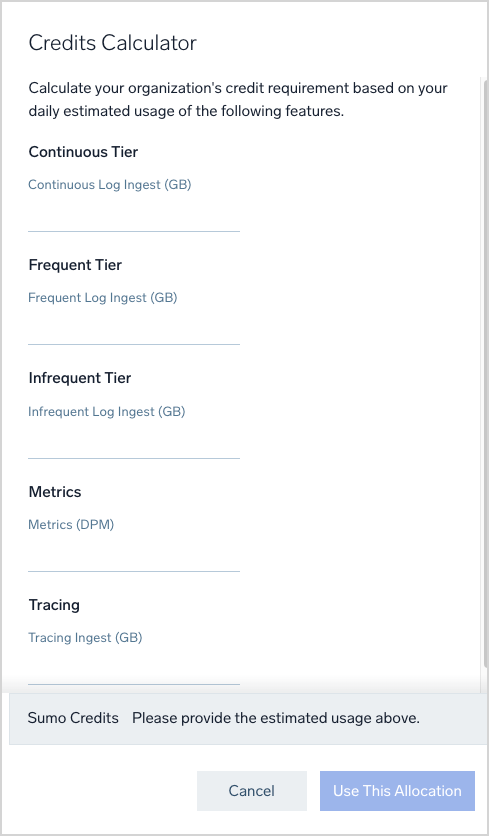 Credits Calculator
Calculate your organization's credit requirement based on your
daily estimated usage of the following features.
Continuous Tier
Continuous Log Ingest (GB)
Frequent Tier
Frequent Log Ingest (GB)
Infrequent Tier
Infrequent Log Ingest (GB)
Metrics
Metrics (DPM)
Tracing
Tracing Ingest (GB)
Sumo Credits Please provide the estimated usage above.
Cancel Use This Allocation